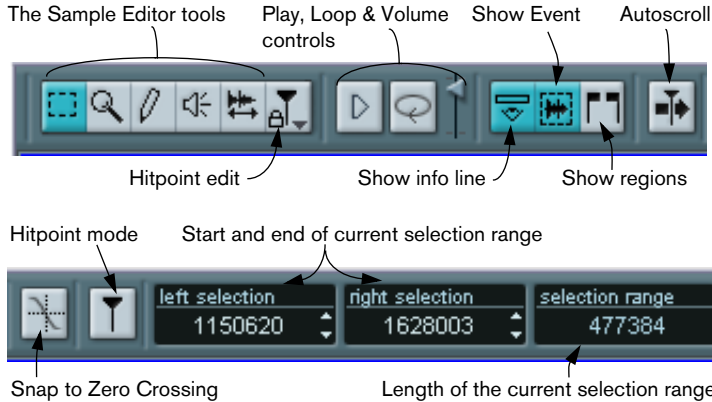 The Sample Editor tools
Play, Loop & Volume
controls
Show Event
Autoscroll
Hitpoint edit
Show info line
Show regions
Hitpoint mode
Start and end of current selection range
left selection
1150620
right selection
1628003
selection range
477384
Snap to Zero Crossing
Length of the current selection range